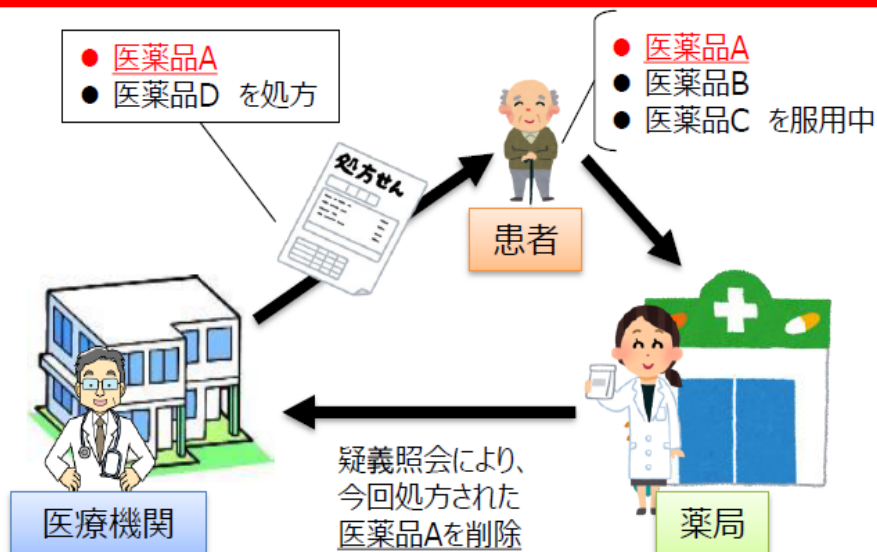 ● 医薬品A
● 医薬品D を処方
● 医薬品A
● 医薬品B
● 医薬品C を服用中
処方せん
患者
疑義照会により、
今回処方された
医薬品Aを削除
医療機関
薬局